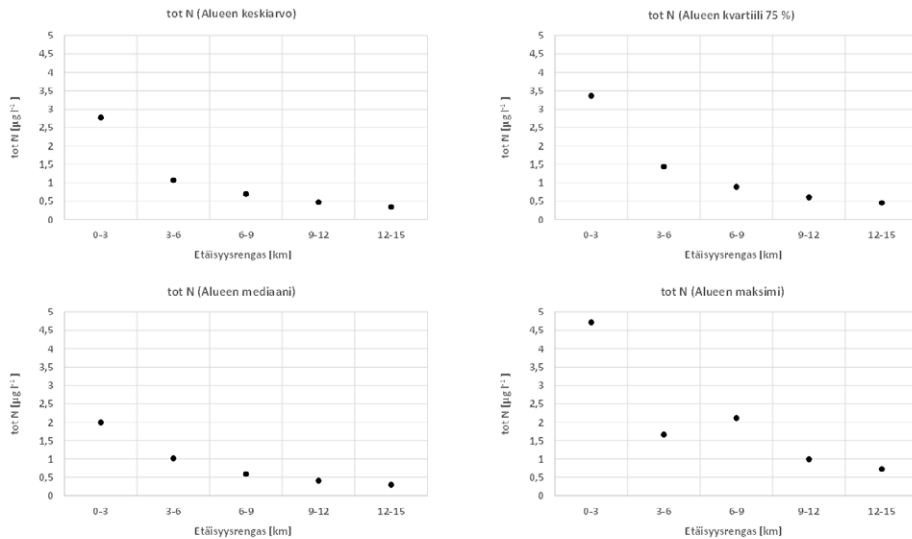 tot N (Alueen keskiarvo)
tot N [µg l⁻¹]
5
4,5
4
3,5
3
2,5
2
1,5
1
0,5
0
0-3 3-6 6-9 9-12 12-15
Etäisyysrengas [km]
tot N (Alueen kvartiili 75 %)
tot N [µg l⁻¹]
5
4,5
4
3,5
3
2,5
2
1,5
1
0,5
0
0-3 3-6 6-9 9-12 12-15
Etäisyysrengas [km]
tot N (Alueen mediaani)
tot N [µg l⁻¹]
5
4,5
4
3,5
3
2,5
2
1,5
1
0,5
0
0-3 3-6 6-9 9-12 12-15
Etäisyysrengas [km]
tot N (Alueen maksimi)
tot N [µg l⁻¹]
5
4,5
4
3,5
3
2,5
2
1,5
1
0,5
0
0-3 3-6 6-9 9-12 12-15
Etäisyysrengas [km]